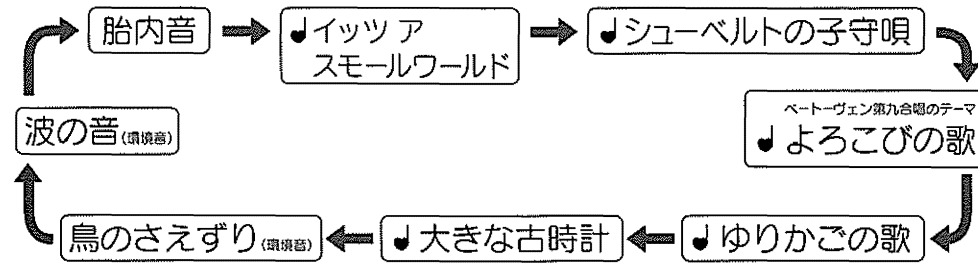 胎内音
♩イッツ ア
スモールワールド
♩シューベルトの子守唄
ベートーヴェン第九合唱のテーマ
♩よろこびの歌
♩ゆりかごの歌
♩大きな古時計
鳥のさえずり(環境音)
波の音(環境音)